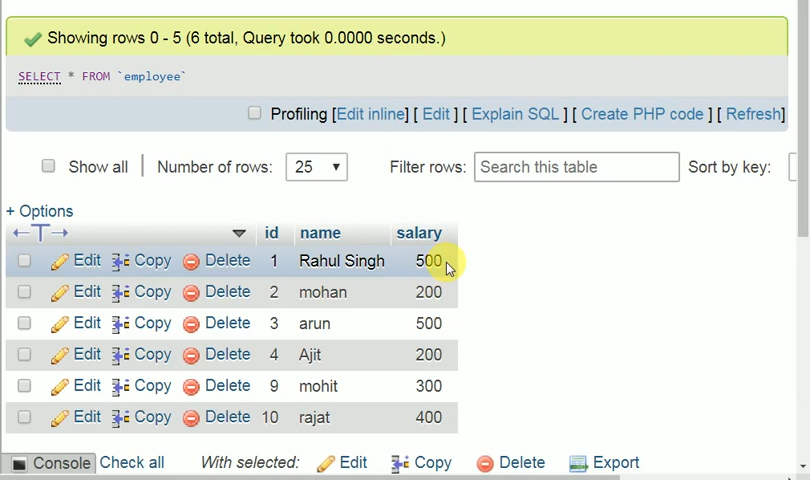 Showing rows 0 - 5 (6 total, Query took 0.0000 seconds.)
SELECT * FROM `employee`
Profiling [Edit inline] [ Edit ] [ Explain SQL ] [ Create PHP code ] [ Refresh]
Show all | Number of rows: 25 Filter rows: Search this table Sort by key:
+ Options
←T→ id name salary
Edit Copy Delete 1 Rahul Singh 500
Edit Copy Delete 2 mohan 200
Edit Copy Delete 3 arun 500
Edit Copy Delete 4 Ajit 200
Edit Copy Delete 9 mohit 300
Edit Copy Delete 10 rajat 400
Console Check all With selected: Edit Copy Delete Export